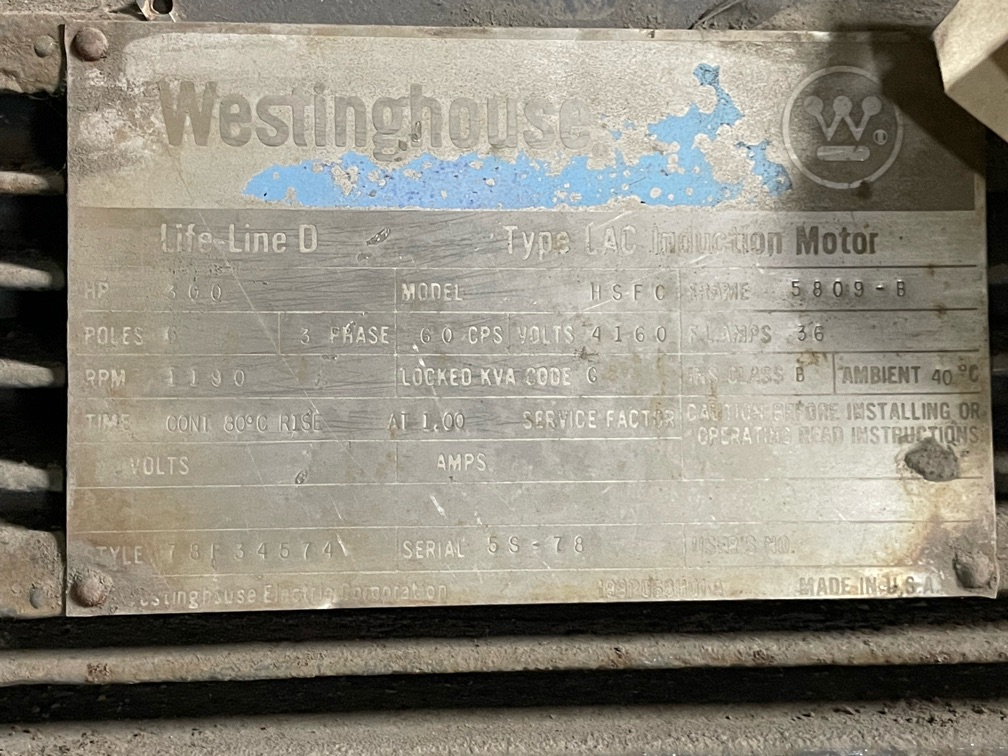 Westinghouse W
Life-Line D Type LAC Induction Motor
HP 300 MODEL HSFC FRAME 5809-B
POLES 6 3 PHASE 60 CPS VOLTS 4160 F.L. AMPS 36
RPM 1190 LOCKED KVA CODE G INS CLASS B AMBIENT 40 °C
TIME CONT 80°C RISE AT 1.00 SERVICE FACTOR CAUTION BEFORE INSTALLING OR
OPERATING READ INSTRUCTIONS
VOLTS AMPS
STYLE SERIAL 5S-78 USER'S NO.
Westinghouse Electric Corporation MADE IN U.S.A.